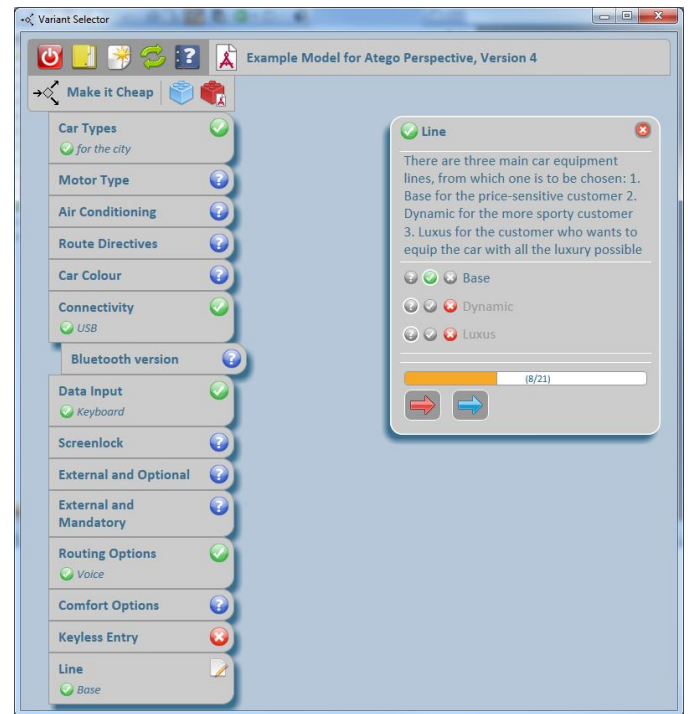 Variant Selector
Example Model for Atego Perspective, Version 4
Make it Cheap
Car Types
for the city
Motor Type
Air Conditioning
Route Directives
Car Colour
Connectivity
USB
Bluetooth version
Data Input
Keyboard
Screenlock
External and Optional
External and
Mandatory
Routing Options
Voice
Comfort Options
Keyless Entry
Line
Base
Line
There are three main car equipment
lines, from which one is to be chosen: 1.
Base for the price-sensitive customer 2.
Dynamic for the more sporty customer
3. Luxus for the customer who wants to
equip the car with all the luxury possible
Base
Dynamic
Luxus
(8/21)